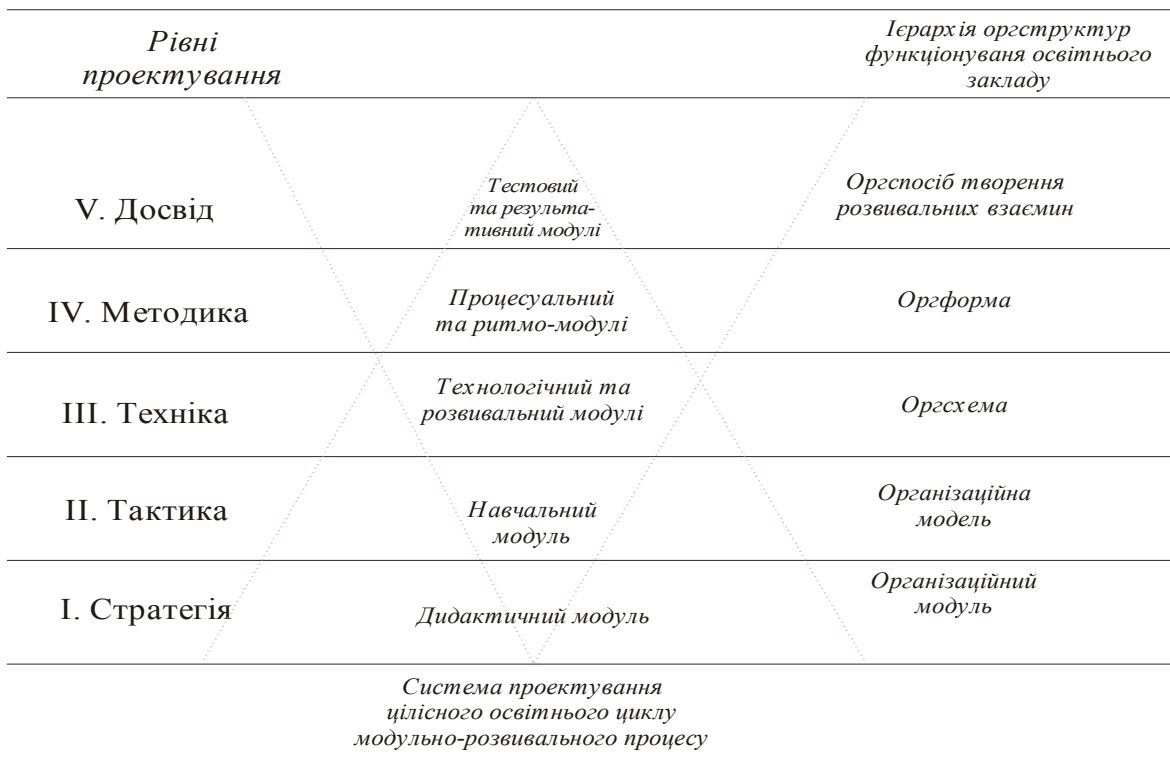 Рівні
проектування
Ієрархія оргструктур
функціонуваня освітнього
закладу
V. Досвід
Тестовий
та результа-
тивний модулі
Оргспосіб творення
розвивальних взаємин
IV. Методика
Процесуальний
та ритмо-модулі
Оргформа
III. Техніка
Технологічний та
розвивальний модулі
Оргсхема
II. Тактика
Навчальний
модуль
Організаційна
модель
I. Стратегія
Дидактичний модуль
Організаційний
модуль
Система проектування
цілісного освітнього циклу
модульно-розвивального процесу